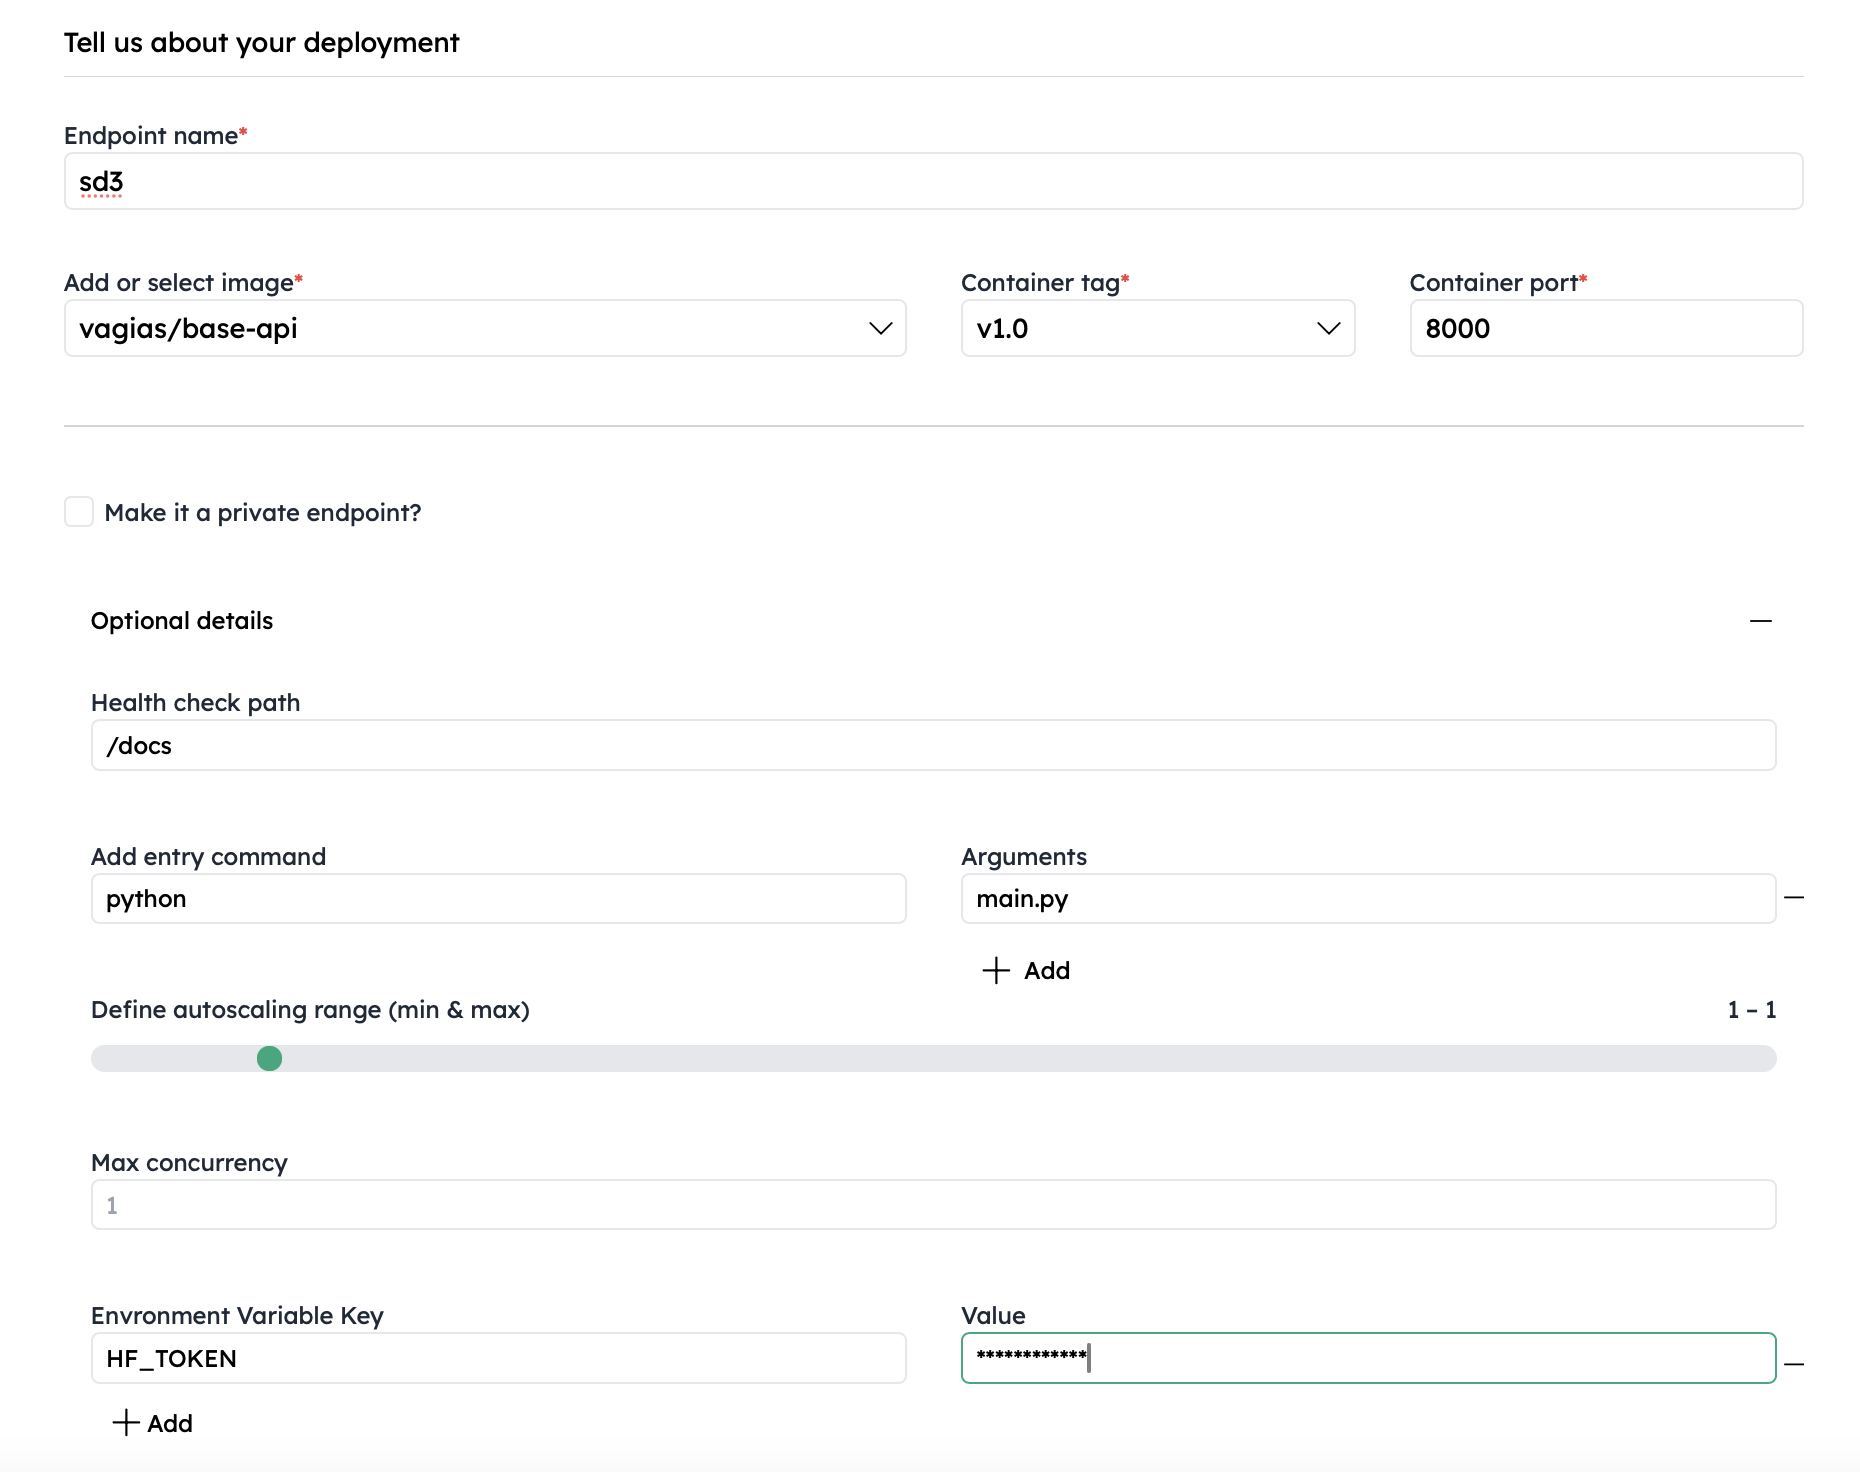 Tell us about your deployment
Endpoint name*
sd3
Add or select image* Container tag* Container port*
vagias/base-api v1.0 8000
Make it a private endpoint?
Optional details
Health check path
/docs
Add entry command Arguments
python main.py
Add
Define autoscaling range (min & max) 1 – 1
Max concurrency
1
Envronment Variable Key Value
HF_TOKEN ************
Add